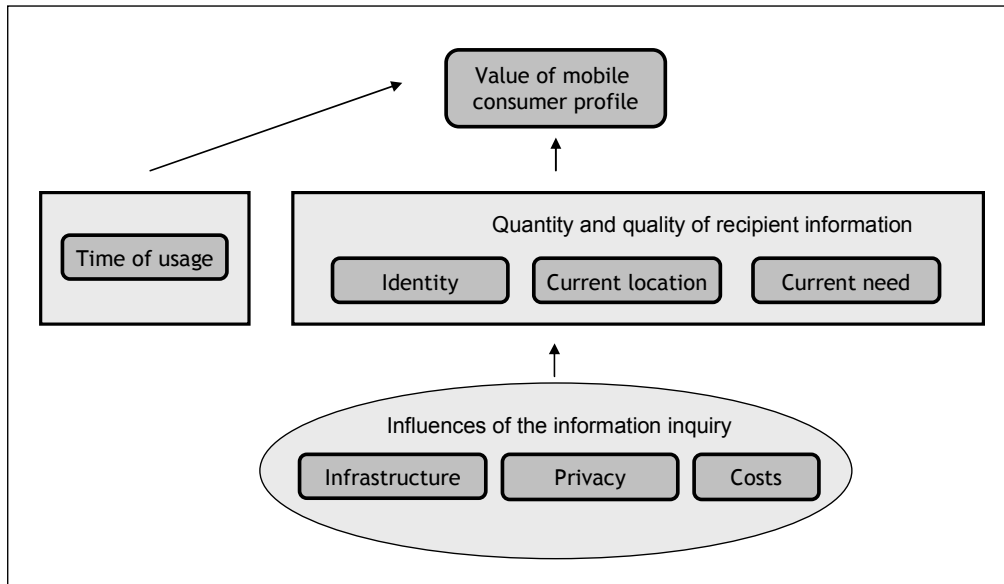 Value of mobile
consumer profile
Quantity and quality of recipient information
Time of usage
Identity
Current location
Current need
Influences of the information inquiry
Infrastructure
Privacy
Costs